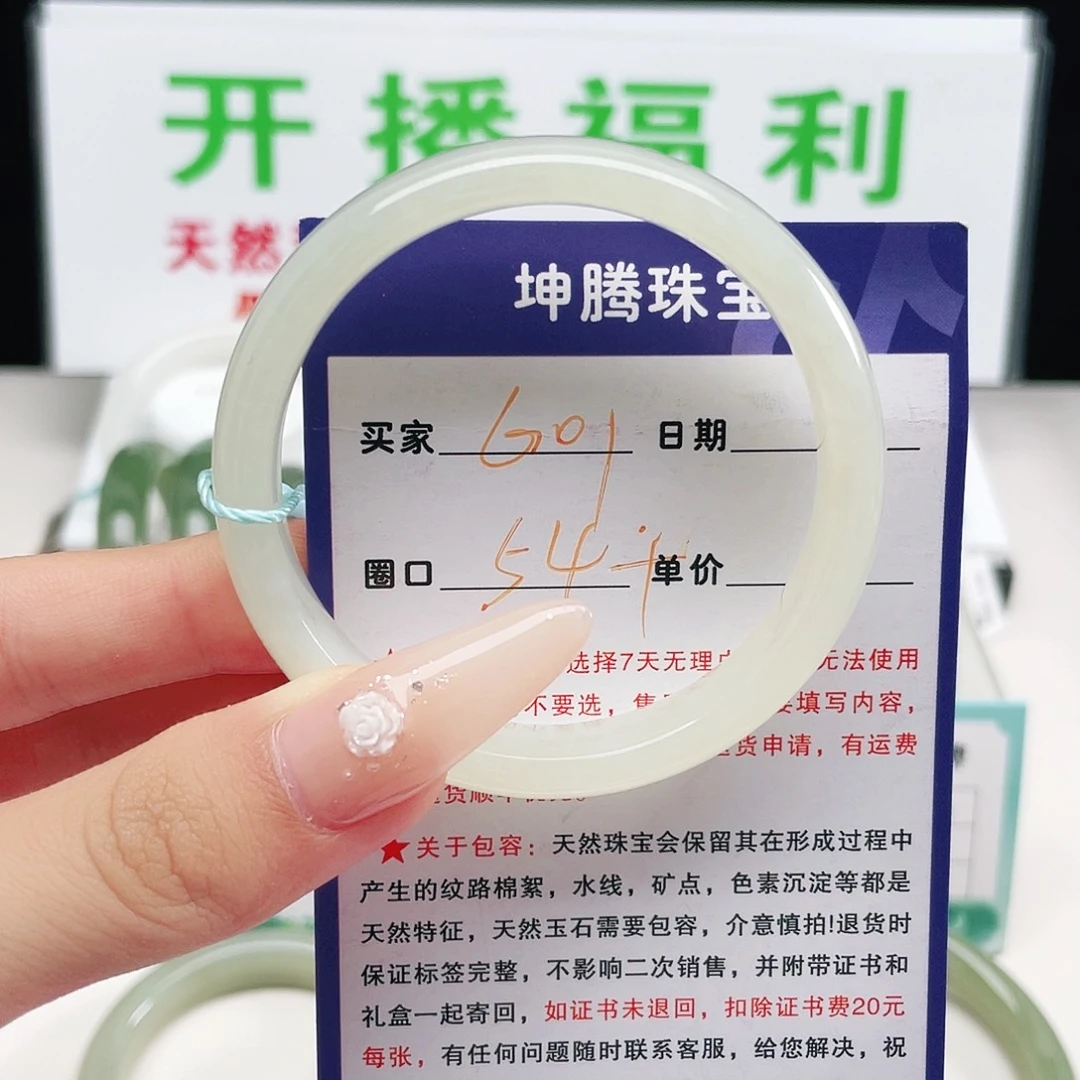 开播福利
天然
坤腾珠宝
买家 601 日期
圈口 54半 单价
选择7天无理 无法使用
不要选，售 填写内容，
货申请，有运费
★关于包容：天然珠宝会保留其在形成过程中
产生的纹路棉絮，水线，矿点，色素沉淀等都是
天然特征，天然玉石需要包容，介意慎拍!退货时
保证标签完整，不影响二次销售，并附带证书和
礼盒一起寄回，如证书未退回，扣除证书费20元
每张，有任何问题随时联系客服，给您解决，祝